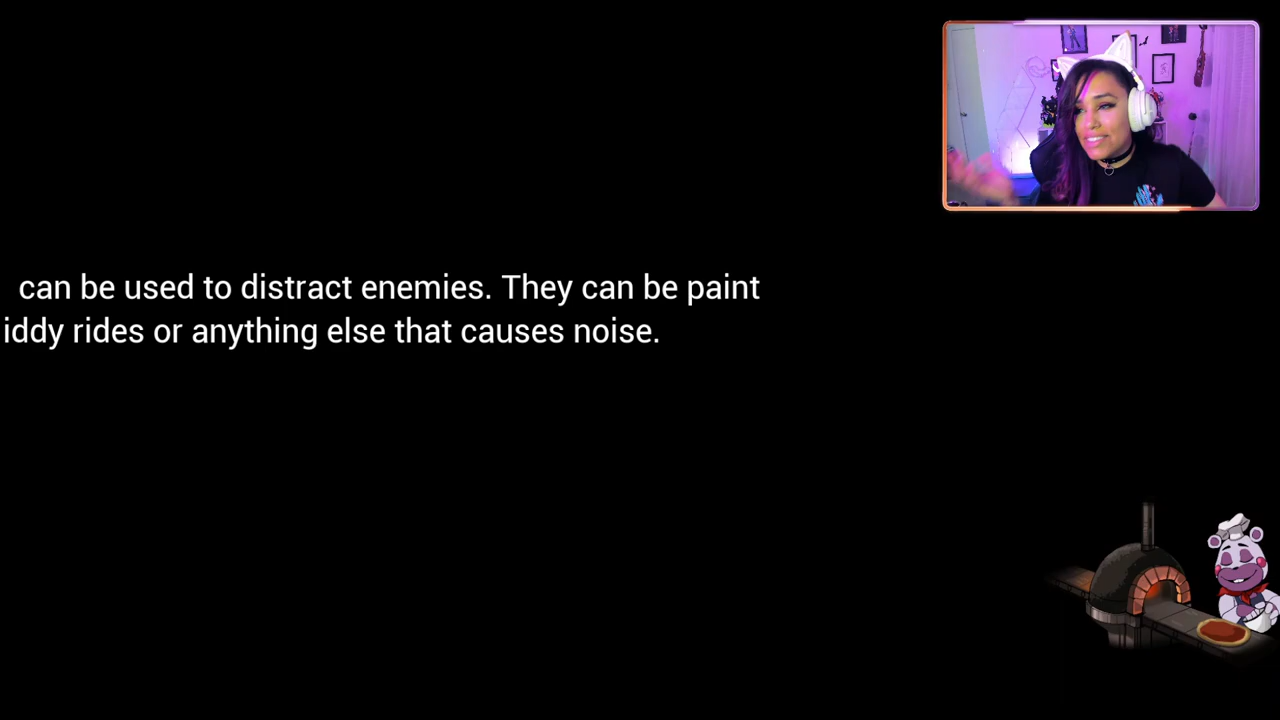 can be used to distract enemies. They can be paint
iddy rides or anything else that causes noise.